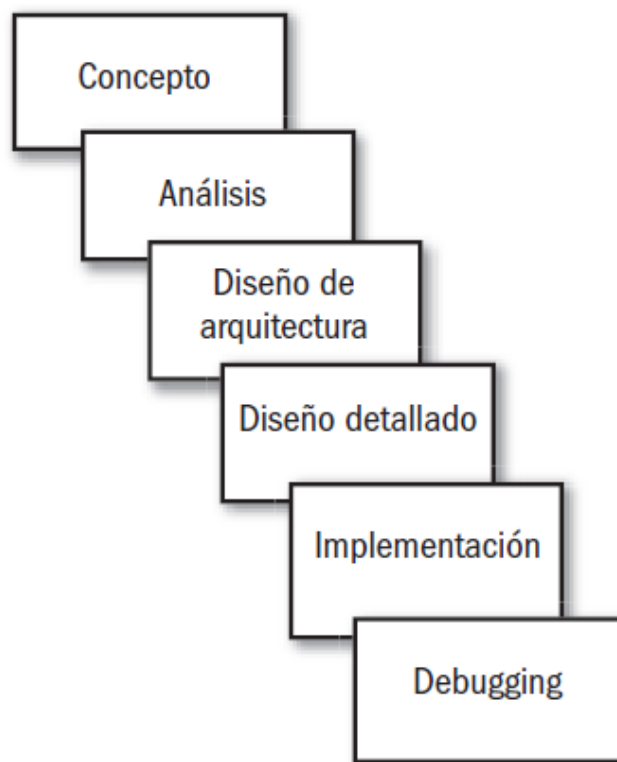 Concepto
Análisis
Diseño de
arquitectura
Diseño detallado
Implementación
Debugging